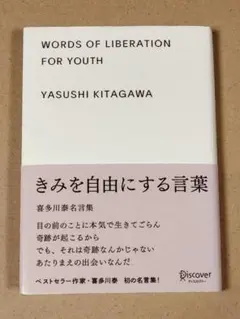 WORDS OF LIBERATION
FOR YOUTH
YASUSHI KITAGAWA
きみを自由にする言葉
喜多川泰名言集
目の前のことに本気で生きてごらん
奇跡が起こるから
でも、それは奇跡なんかじゃない
あたりまえの出会いなんだ
ベストセラー作家・喜多川泰 初の名言集！
Discover